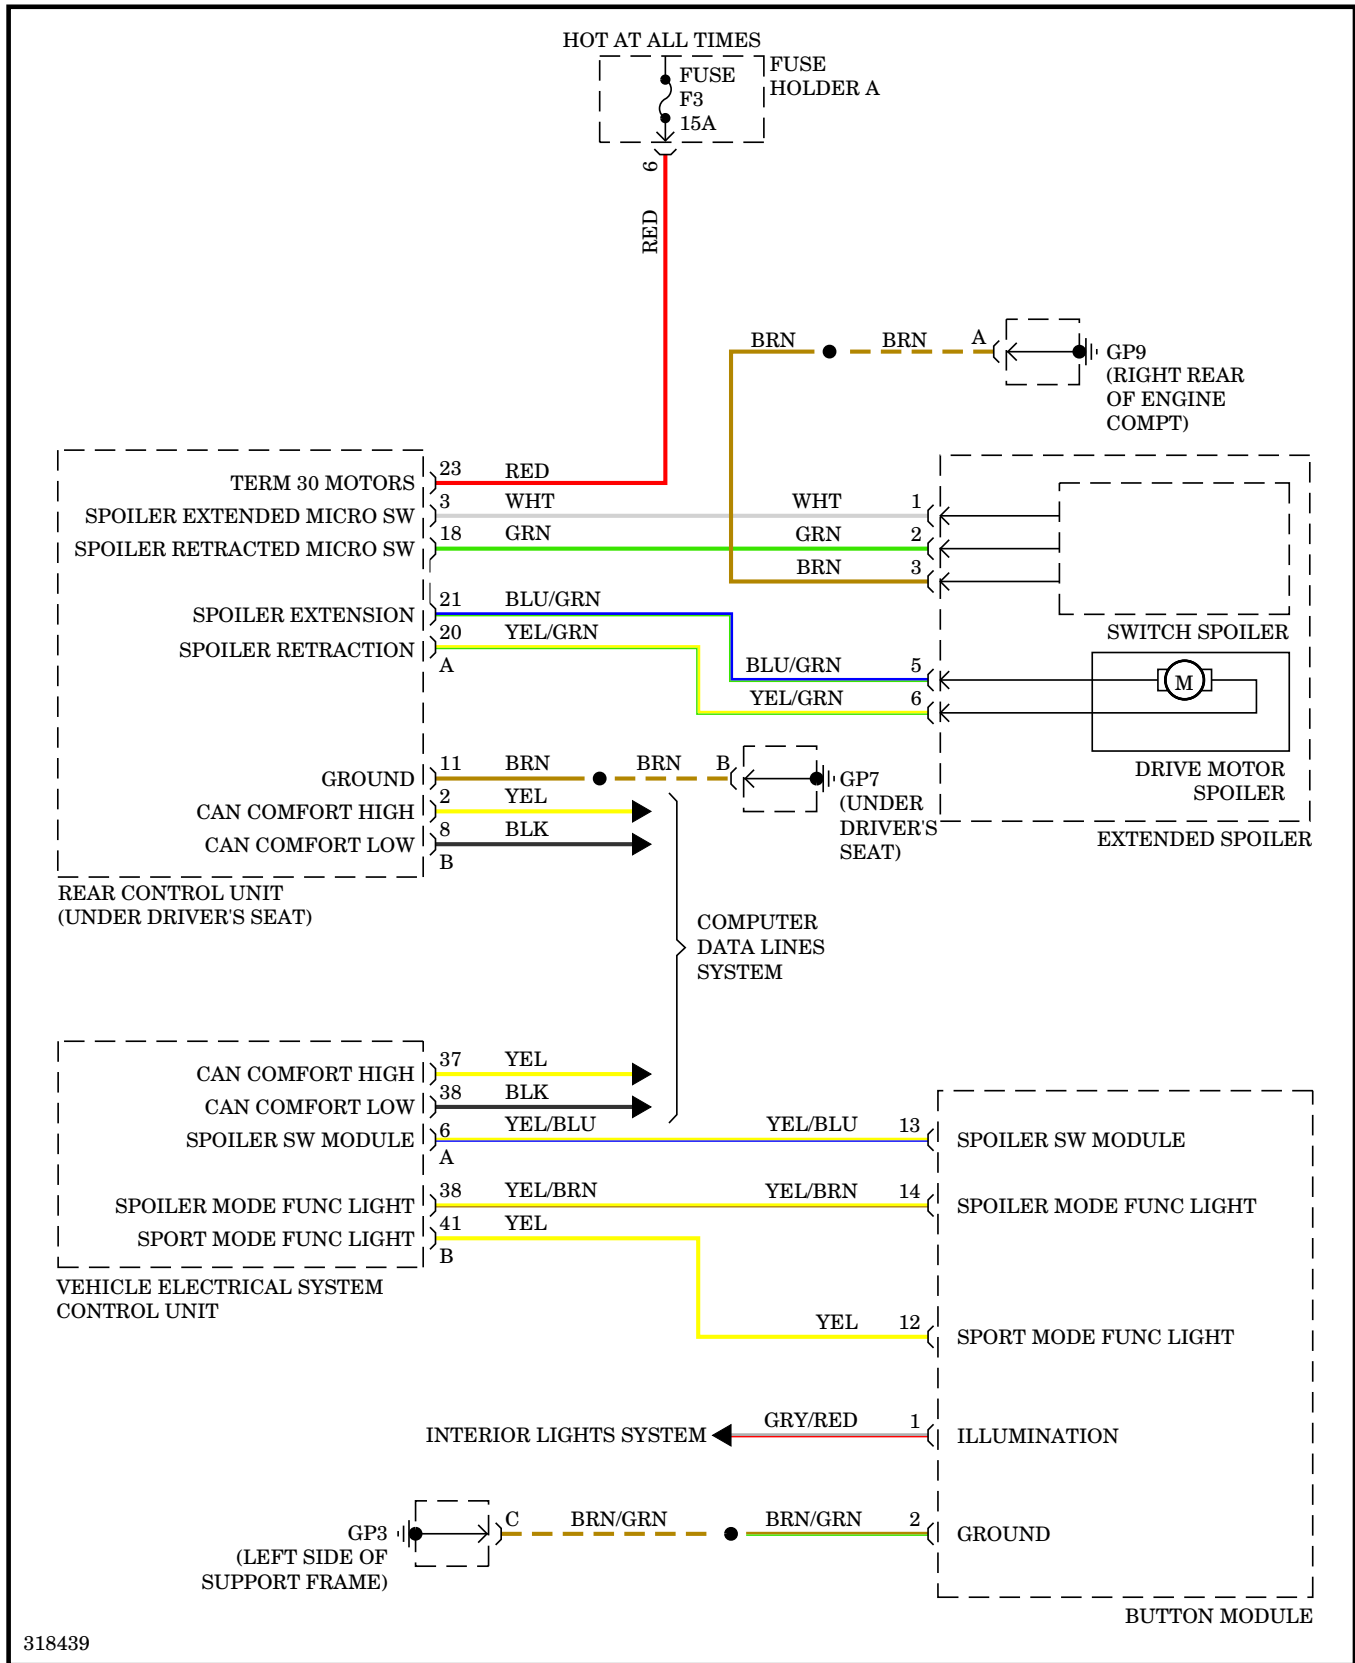 HOT AT ALL TIMES
FUSE
F3
15A
FUSE
HOLDER A
6
RED
BRN
BRN
A
GP9
(RIGHT REAR
OF ENGINE
COMPT)
TERM 30 MOTORS
23
RED
SPOILER EXTENDED MICRO SW
3
WHT
WHT
1
SPOILER RETRACTED MICRO SW
18
GRN
GRN
2
BRN
3
SPOILER EXTENSION
21
BLU/GRN
SWITCH SPOILER
SPOILER RETRACTION
20
YEL/GRN
A
BLU/GRN
5
M
YEL/GRN
6
GROUND
11
BRN
BRN
B
GP7
(UNDER
DRIVER'S
SEAT)
DRIVE MOTOR
SPOILER
CAN COMFORT HIGH
2
YEL
CAN COMFORT LOW
8
BLK
B
EXTENDED SPOILER
REAR CONTROL UNIT
(UNDER DRIVER'S SEAT)
COMPUTER
DATA LINES
SYSTEM
CAN COMFORT HIGH
37
YEL
CAN COMFORT LOW
38
BLK
SPOILER SW MODULE
6
YEL/BLU
YEL/BLU
13
SPOILER SW MODULE
A
SPOILER MODE FUNC LIGHT
38
YEL/BRN
YEL/BRN
14
SPOILER MODE FUNC LIGHT
SPORT MODE FUNC LIGHT
41
YEL
B
VEHICLE ELECTRICAL SYSTEM
CONTROL UNIT
YEL
12
SPORT MODE FUNC LIGHT
INTERIOR LIGHTS SYSTEM
GRY/RED
1
ILLUMINATION
GP3
(LEFT SIDE OF
SUPPORT FRAME)
C
BRN/GRN
BRN/GRN
2
GROUND
BUTTON MODULE
318439